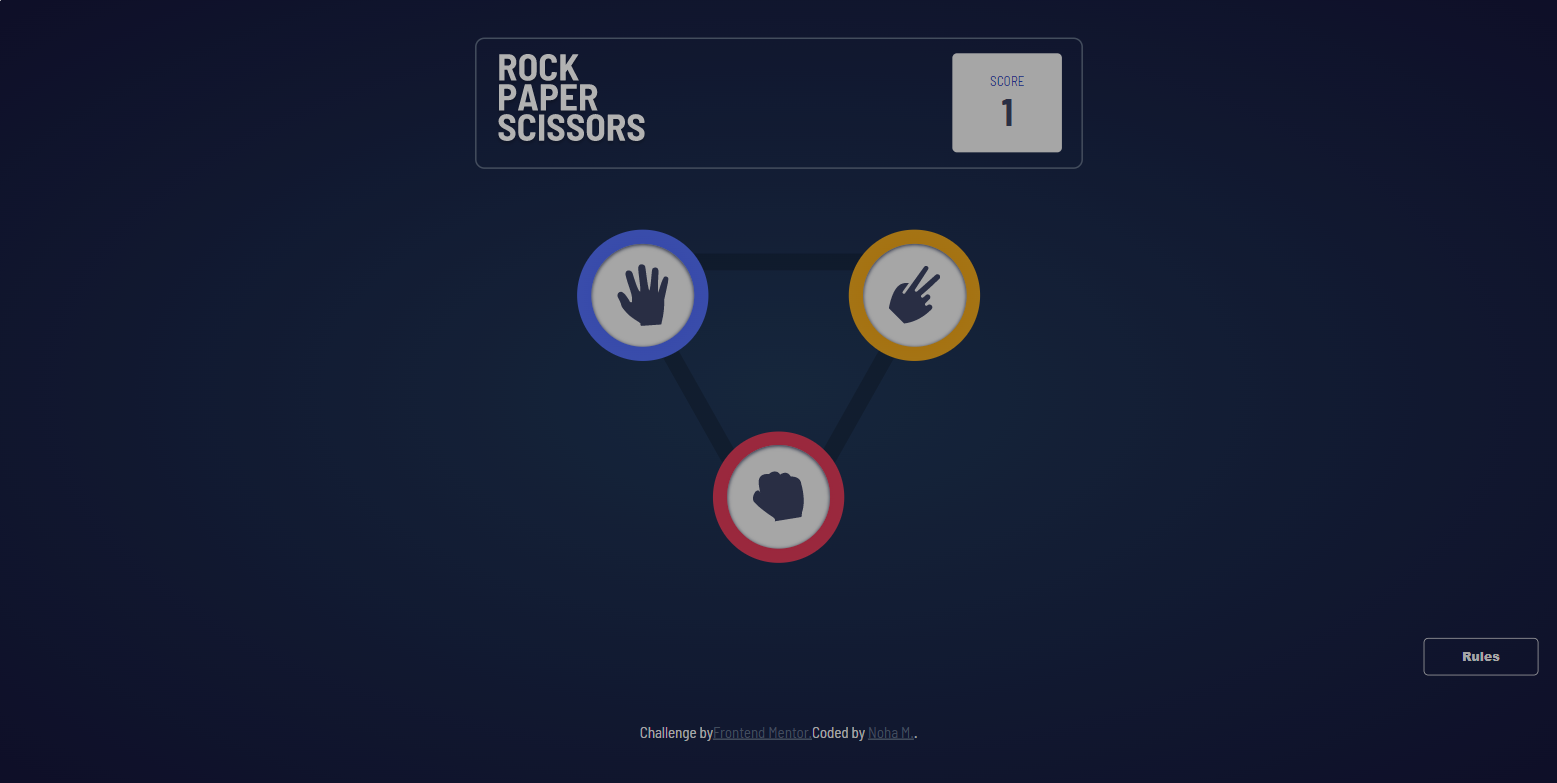 ROCK
PAPER
SCISSORS
SCORE
1
Rules
Challenge byFrontend Mentor.Coded by Noha M..